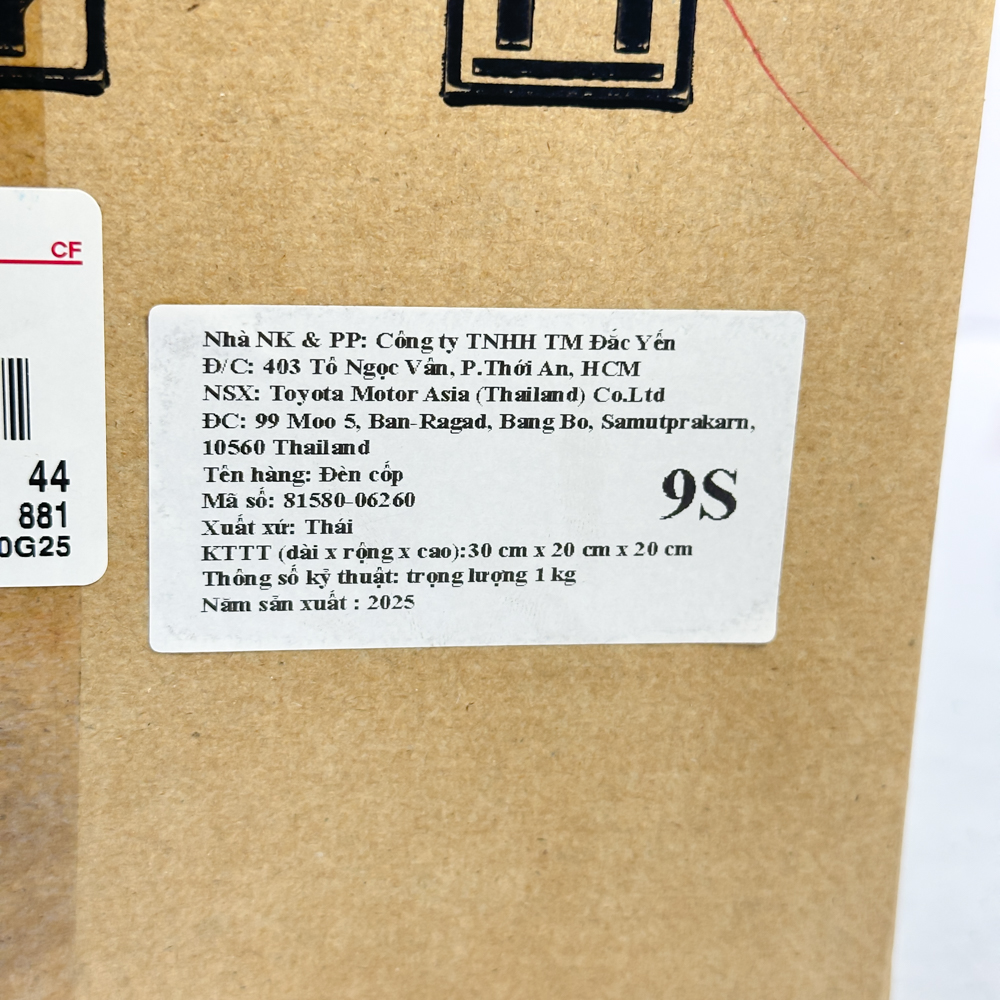 CF
44
881
0G25
Nhà NK & PP: Công ty TNHH TM Đắc Yến
Đ/C: 403 Tô Ngọc Vân, P.Thới An, HCM
NSX: Toyota Motor Asia (Thailand) Co.Ltd
ĐC: 99 Moo 5, Ban-Ragad, Bang Bo, Samutprakarn,
10560 Thailand
Tên hàng: Đèn cốp
Mã số: 81580-06260
Xuất xứ: Thái
KTTT (dài x rộng x cao):30 cm x 20 cm x 20 cm
Thông số kỹ thuật: trọng lượng 1 kg
Năm sản xuất : 2025
9S